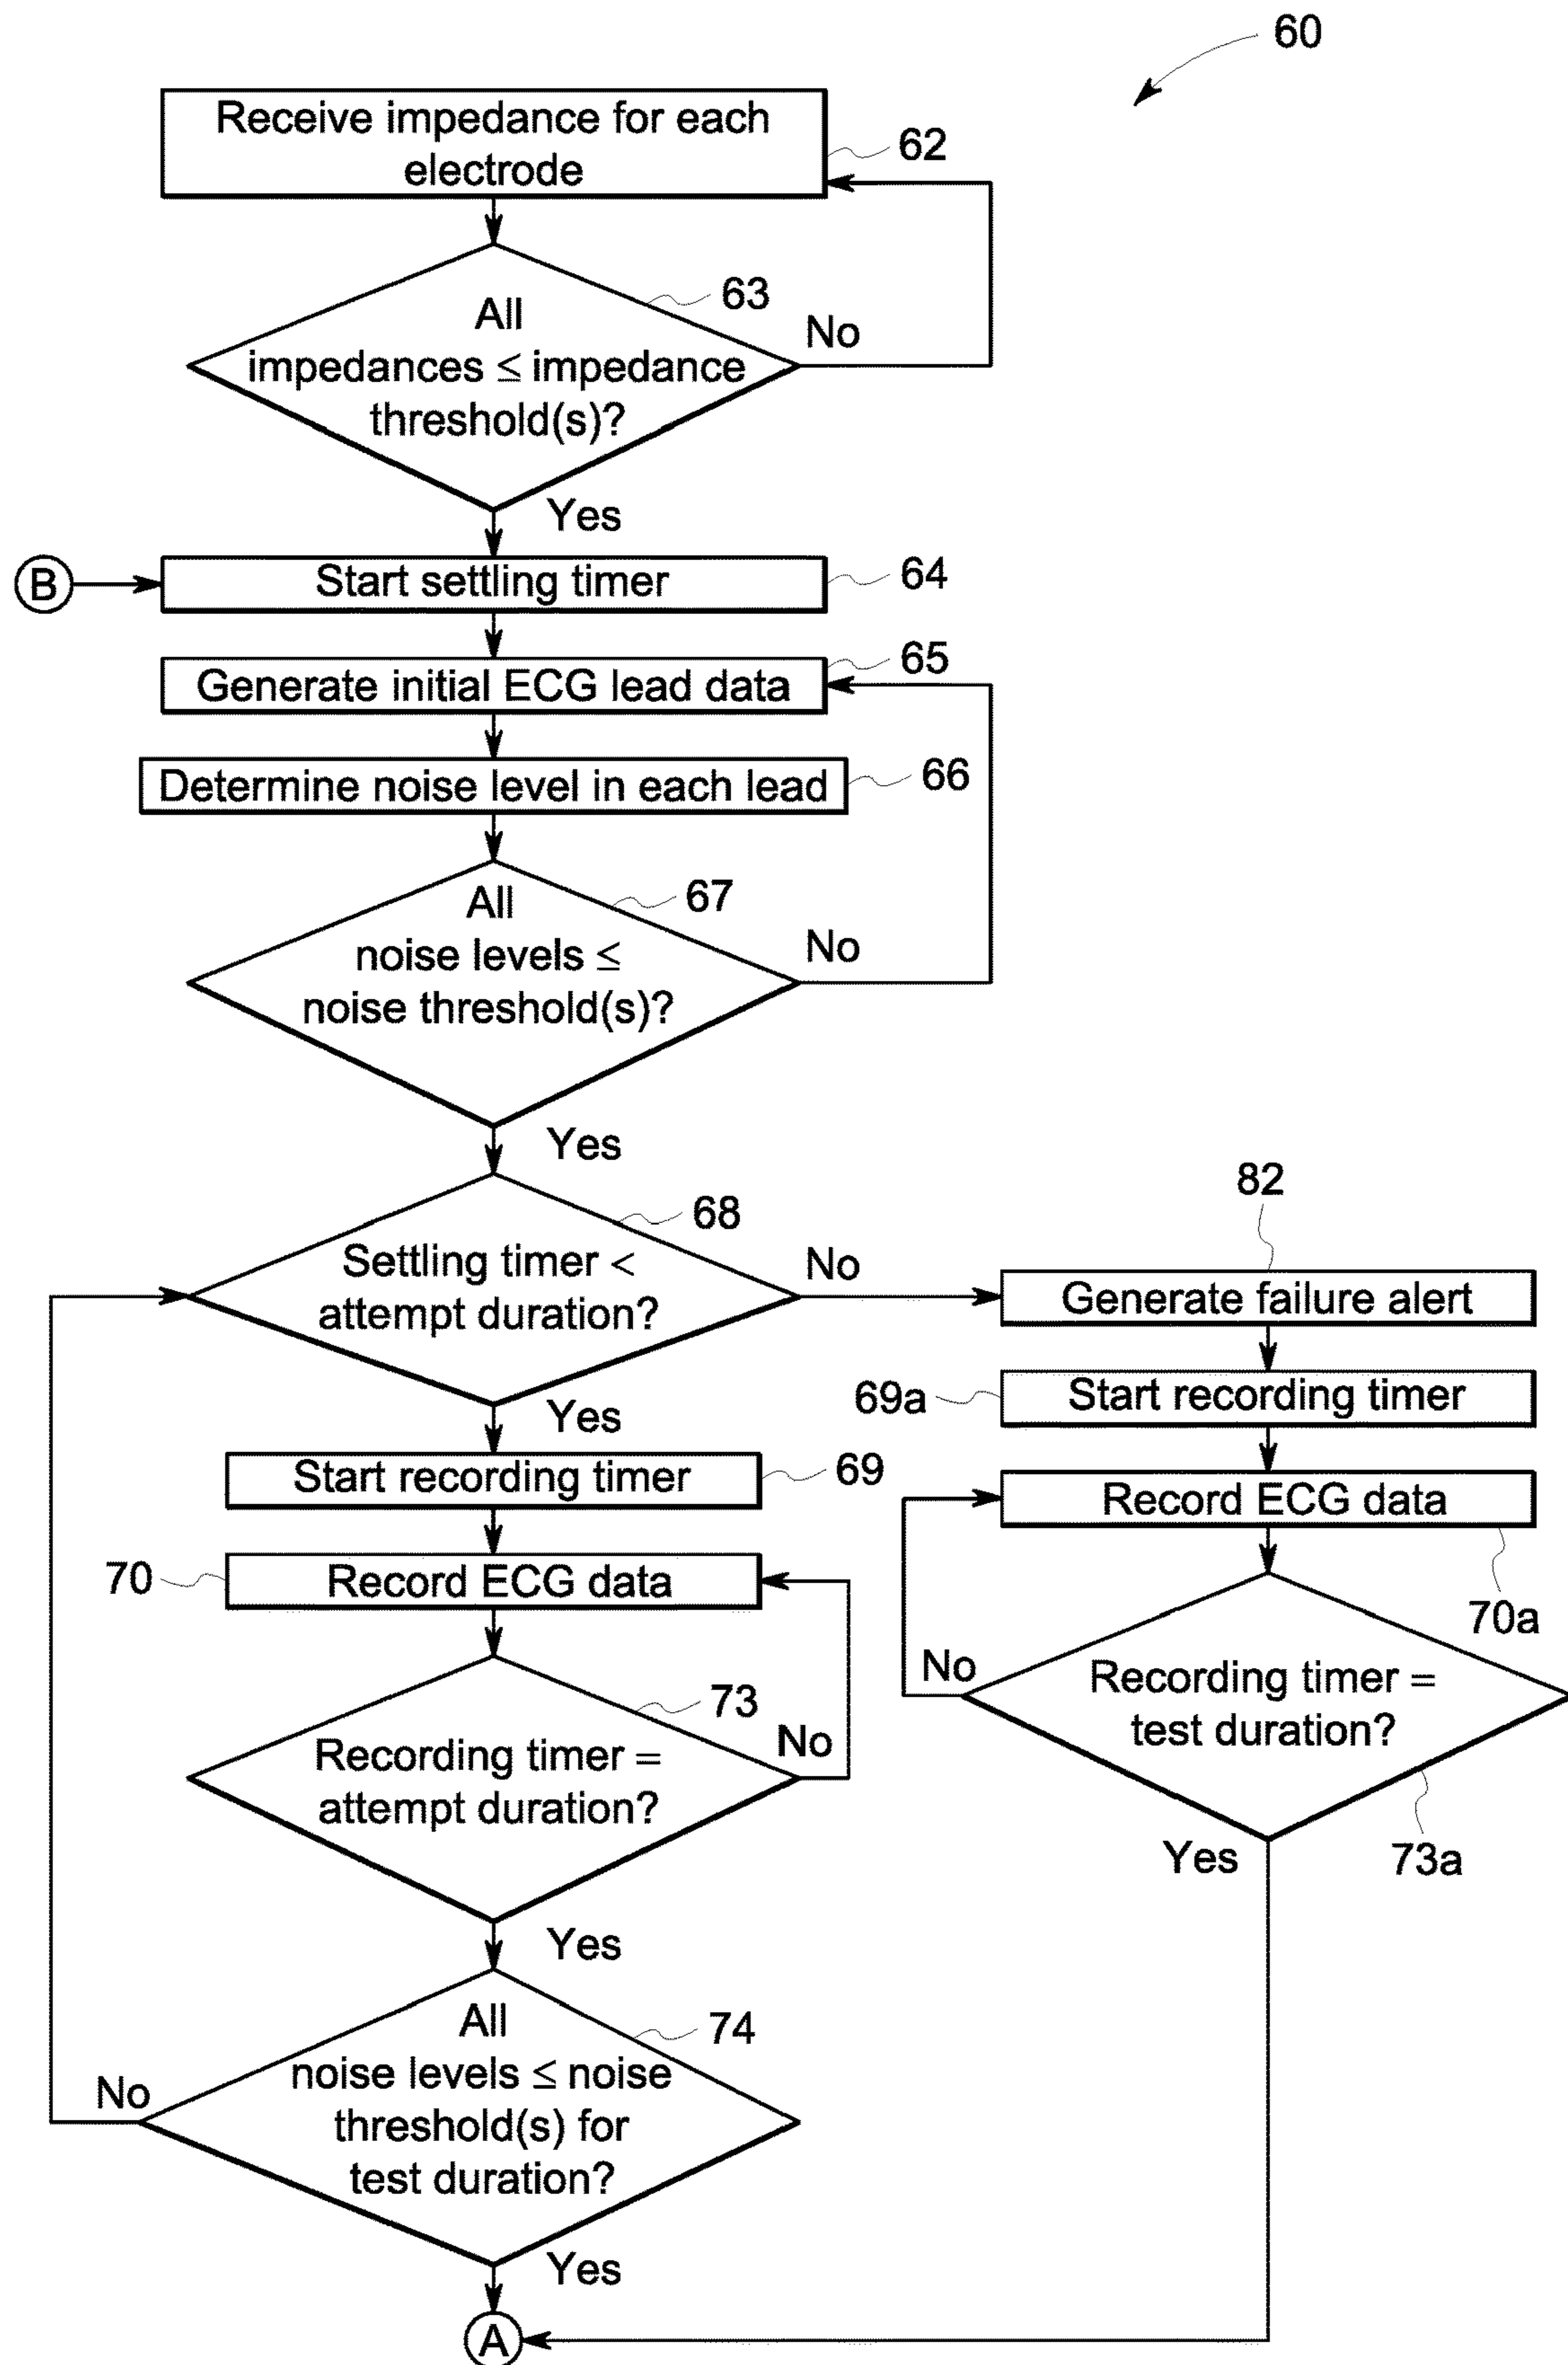 60
Receive impedance for each
electrode
62
All
impedances ≤ impedance
threshold(s)?
63
No
Yes
B
Start settling timer
64
Generate initial ECG lead data
65
Determine noise level in each lead
66
All
noise levels ≤
noise threshold(s)?
67
No
Yes
Settling timer <
attempt duration?
68
No
Yes
82
Generate failure alert
69a
Start recording timer
Start recording timer
69
Record ECG data
70a
70
Record ECG data
No
Recording timer =
test duration?
73a
Yes
73
Recording timer =
attempt duration?
No
Yes
All
noise levels ≤ noise
threshold(s) for
test duration?
74
No
Yes
A